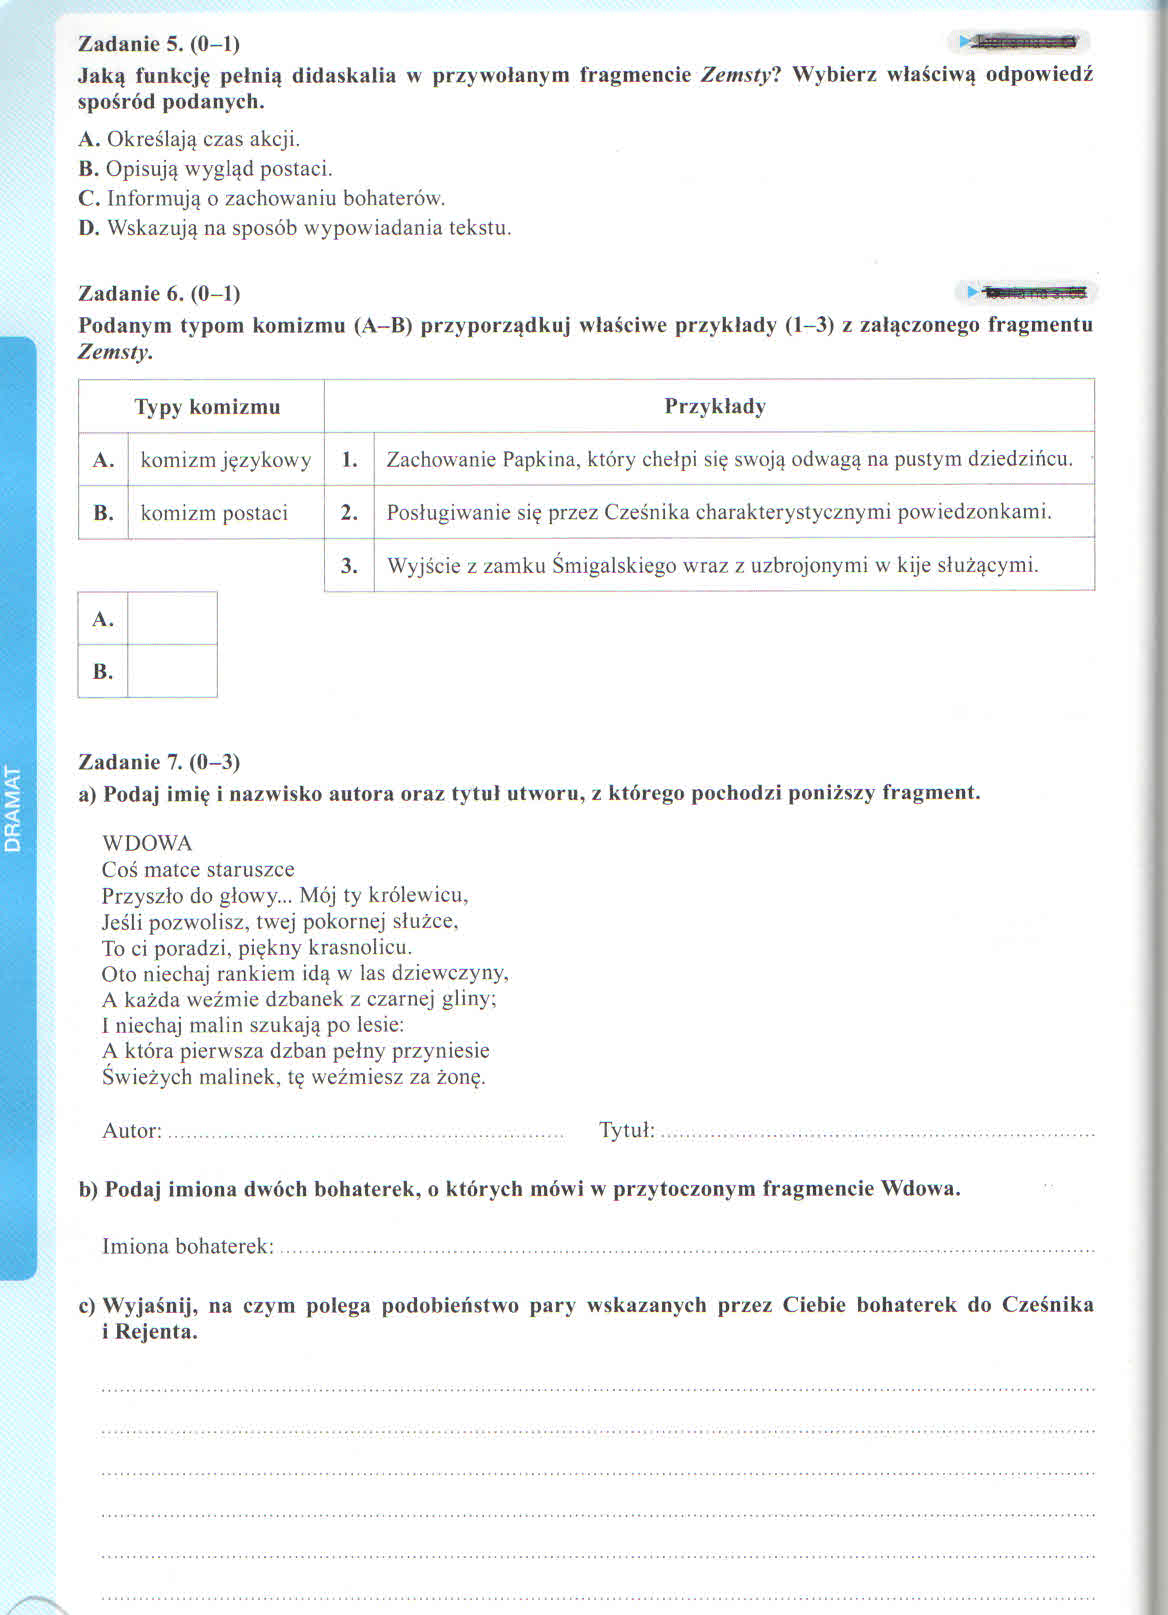 Zadanie 5. (0–1)
Jaką funkcję pełnią didaskalia w przywołanym fragmencie Zemsty? Wybierz właściwą odpowiedź
spośród podanych.
A. Określają czas akcji.
B. Opisują wygląd postaci.
C. Informują o zachowaniu bohaterów.
D. Wskazują na sposób wypowiadania tekstu.
Zadanie 6. (0–1)
Podanym typom komizmu (A–B) przyporządkuj właściwe przykłady (1–3) z załączonego fragmentu
Zemsty.
Typy komizmu Przykłady
A. komizm językowy 1. Zachowanie Papkina, który chełpi się swoją odwagą na pustym dziedzińcu.
B. komizm postaci 2. Posługiwanie się przez Cześnika charakterystycznymi powiedzonkami.
3. Wyjście z zamku Śmigalskiego wraz z uzbrojonymi w kije służącymi.
A.
B.
Zadanie 7. (0–3)
a) Podaj imię i nazwisko autora oraz tytuł utworu, z którego pochodzi poniższy fragment.
WDOWA
Coś matce staruszce
Przyszło do głowy... Mój ty królewicu,
Jeśli pozwolisz, twej pokornej służce,
To ci poradzi, piękny krasnolicu.
Oto niechaj rankiem idą w las dziewczyny,
A każda weźmie dzbanek z czarnej gliny;
I niechaj malin szukają po lesie:
A która pierwsza dzban pełny przyniesie
Świeżych malinek, tę weźmiesz za żonę.
Autor: Tytuł:
b) Podaj imiona dwóch bohaterek, o których mówi w przytoczonym fragmencie Wdowa.
Imiona bohaterek:
c) Wyjaśnij, na czym polega podobieństwo pary wskazanych przez Ciebie bohaterek do Cześnika
i Rejenta.
DRAMAT